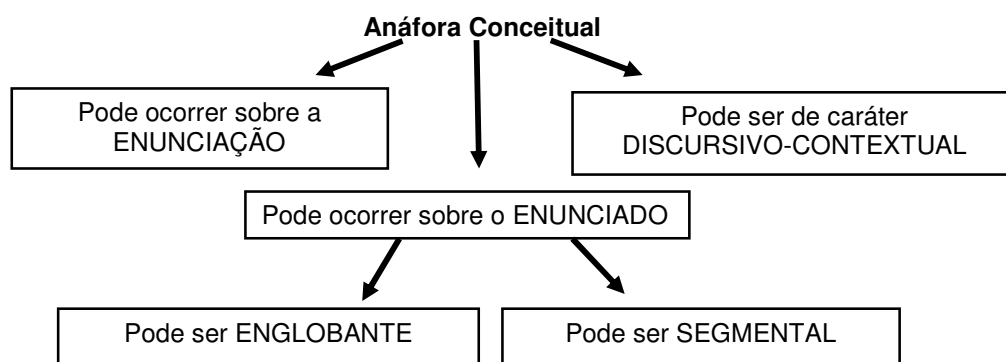 Anáfora Conceitual
Pode ocorrer sobre a
ENUNCIAÇÃO
Pode ser de caráter
DISCURSIVO-CONTEXTUAL
Pode ocorrer sobre o ENUNCIADO
Pode ser ENGLOBANTE
Pode ser SEGMENTAL